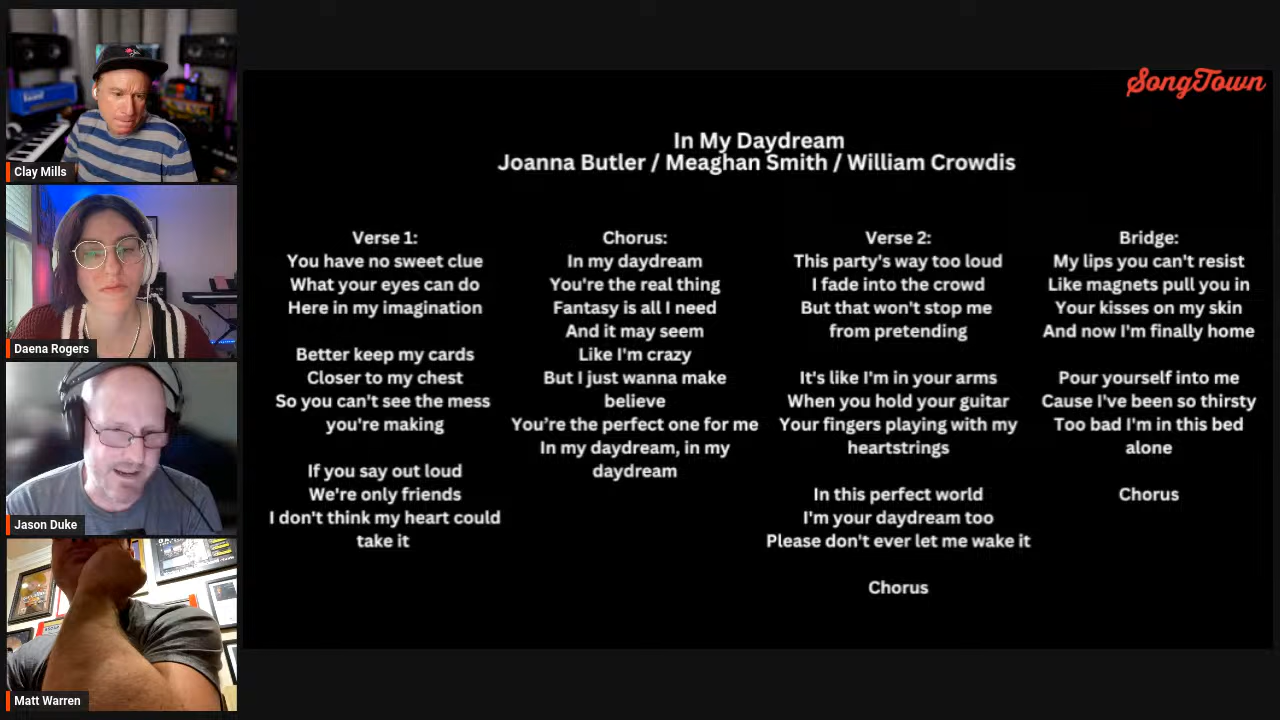 SongTown
In My Daydream
Joanna Butler / Meaghan Smith / William Crowdis
Verse 1:
You have no sweet clue
What your eyes can do
Here in my imagination
Better keep my cards
Closer to my chest
So you can't see the mess
you're making
If you say out loud
We're only friends
I don't think my heart could
take it
Chorus:
In my daydream
You're the real thing
Fantasy is all I need
And it may seem
Like I'm crazy
But I just wanna make
believe
You’re the perfect one for me
In my daydream, in my
daydream
Verse 2:
This party's way too loud
I fade into the crowd
But that won't stop me
from pretending
It's like I'm in your arms
When you hold your guitar
Your fingers playing with my
heartstrings
In this perfect world
I'm your daydream too
Please don't ever let me wake it
Chorus
Bridge:
My lips you can't resist
Like magnets pull you in
Your kisses on my skin
And now I'm finally home
Pour yourself into me
Cause I've been so thirsty
Too bad I'm in this bed
alone
Chorus
Clay Mills
Daena Rogers
Jason Duke
Matt Warren